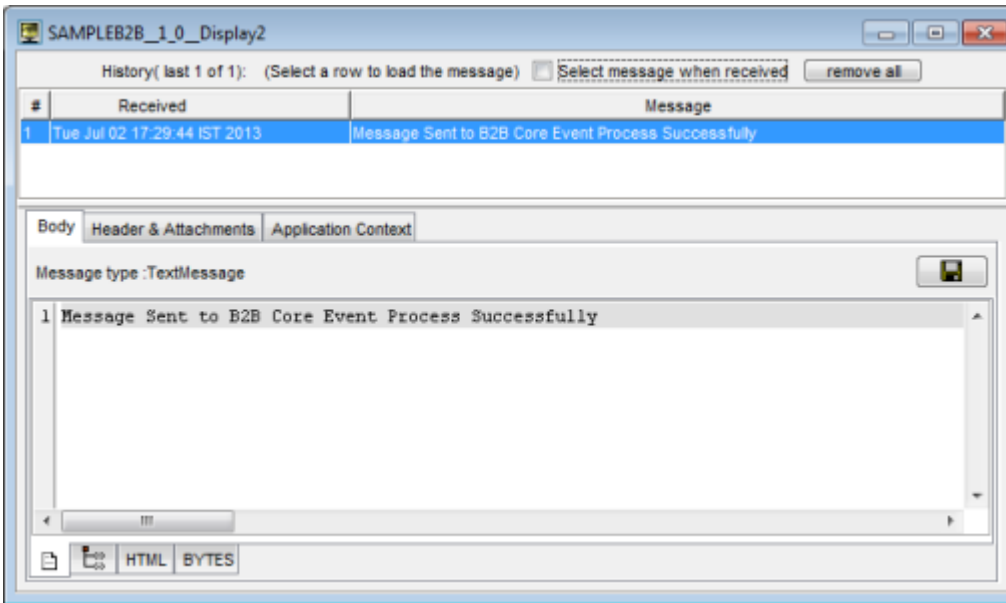 SAMPLEB2B__1_0__Display2
History( last 1 of 1): (Select a row to load the message) Select message when received remove all
# Received Message
1 Tue Jul 02 17:29:44 IST 2013 Message Sent to B2B Core Event Process Successfully
Body Header & Attachments Application Context
Message type :TextMessage
1 Message Sent to B2B Core Event Process Successfully
HTML BYTES